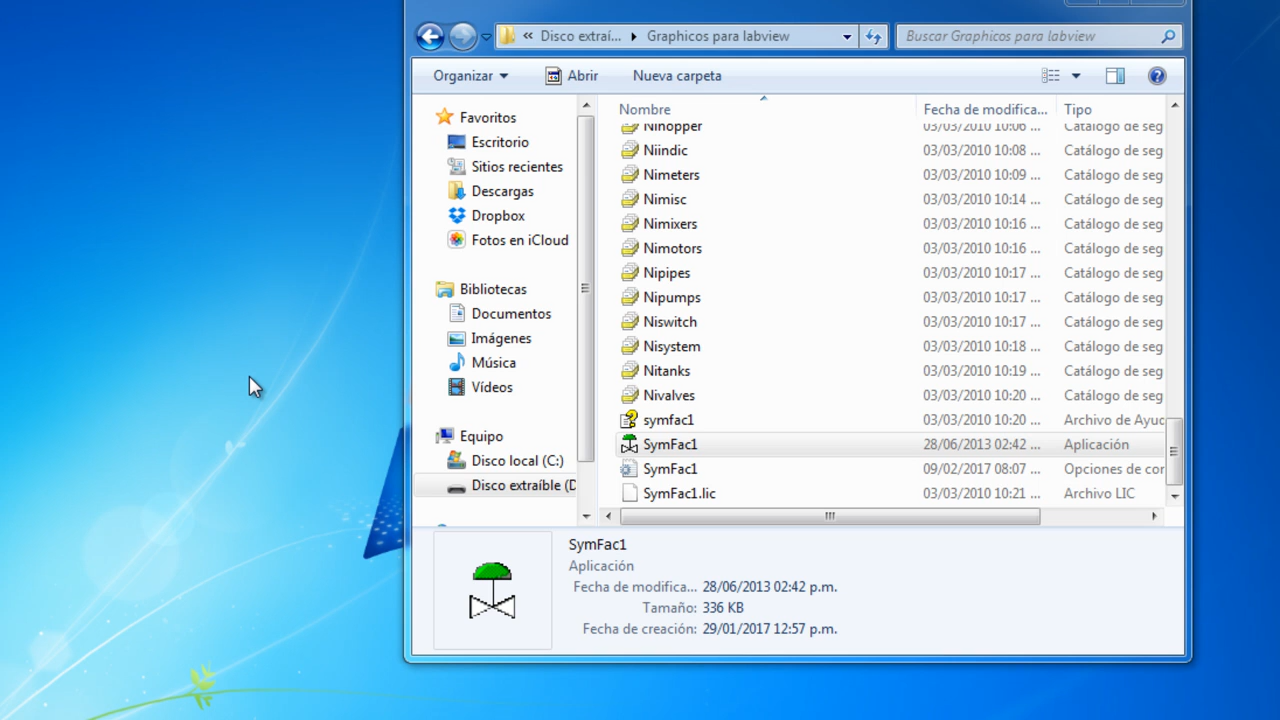 « Disco extraí... ▸ Graphicos para labview
Buscar Graphicos para labview
Organizar Abrir Nueva carpeta
Favoritos
Escritorio
Sitios recientes
Descargas
Dropbox
Fotos en iCloud
Bibliotecas
Documentos
Imágenes
Música
Vídeos
Equipo
Disco local (C:)
Disco extraíble (D
Nombre Fecha de modifica... Tipo
Nihopper 03/03/2010 10:06 ... Catálogo de seg
Niindic 03/03/2010 10:08 ... Catálogo de seg
Nimeters 03/03/2010 10:09 ... Catálogo de seg
Nimisc 03/03/2010 10:14 ... Catálogo de seg
Nimixers 03/03/2010 10:16 ... Catálogo de seg
Nimotors 03/03/2010 10:16 ... Catálogo de seg
Nipipes 03/03/2010 10:17 ... Catálogo de seg
Nipumps 03/03/2010 10:17 ... Catálogo de seg
Niswitch 03/03/2010 10:17 ... Catálogo de seg
Nisystem 03/03/2010 10:18 ... Catálogo de seg
Nitanks 03/03/2010 10:19 ... Catálogo de seg
Nivalves 03/03/2010 10:20 ... Catálogo de seg
symfac1 03/03/2010 10:20 ... Archivo de Ayuc
SymFac1 28/06/2013 02:42 ... Aplicación
SymFac1 09/02/2017 08:07 ... Opciones de cor
SymFac1.lic 03/03/2010 10:21 ... Archivo LIC
SymFac1
Aplicación
Fecha de modifica... 28/06/2013 02:42 p.m.
Tamaño: 336 KB
Fecha de creación: 29/01/2017 12:57 p.m.